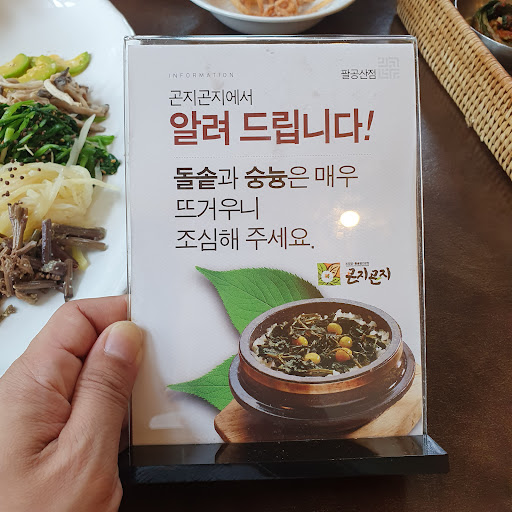 INFORMATION
팔공산점
곤지곤지에서
알려 드립니다!
돌솥과 숭늉은 매우
뜨거우니
조심해 주세요.
곤지곤지